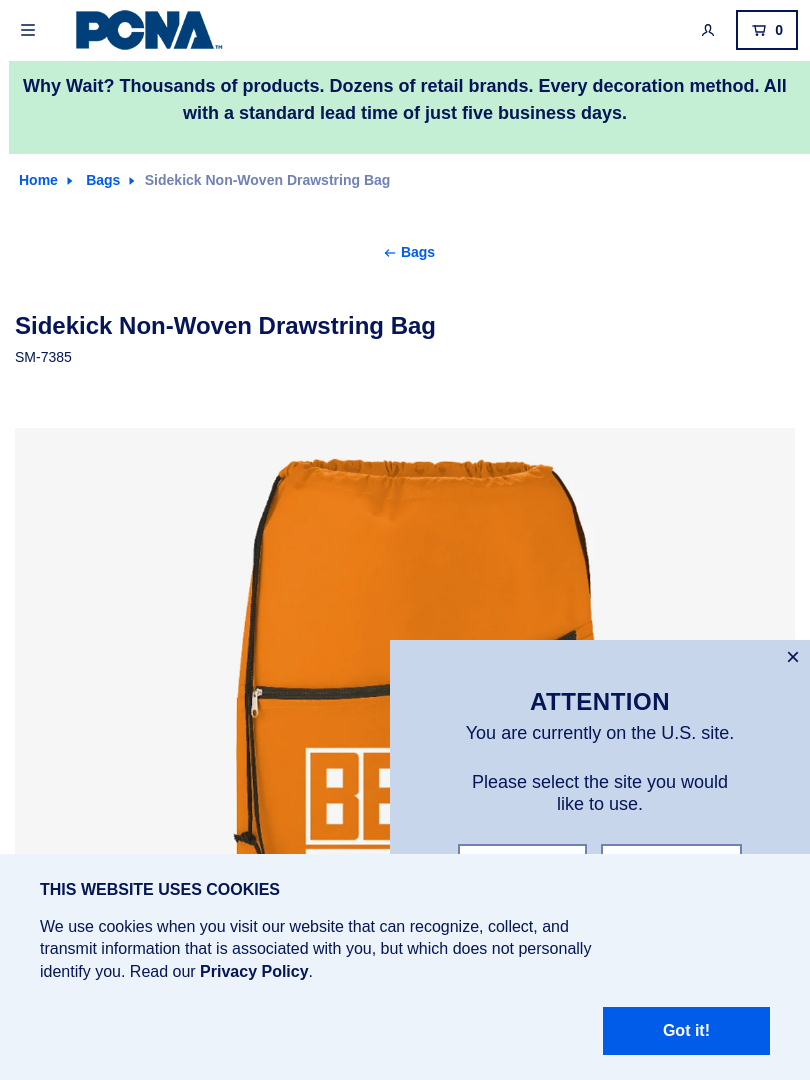 PCNA™
0
Why Wait? Thousands of products. Dozens of retail brands. Every decoration method. All
with a standard lead time of just five business days.
Home
Bags
Sidekick Non-Woven Drawstring Bag
← Bags
Sidekick Non-Woven Drawstring Bag
SM-7385
BE
ATTENTION
You are currently on the U.S. site.
Please select the site you would
like to use.
THIS WEBSITE USES COOKIES
We use cookies when you visit our website that can recognize, collect, and
transmit information that is associated with you, but which does not personally
identify you. Read our Privacy Policy.
Got it!